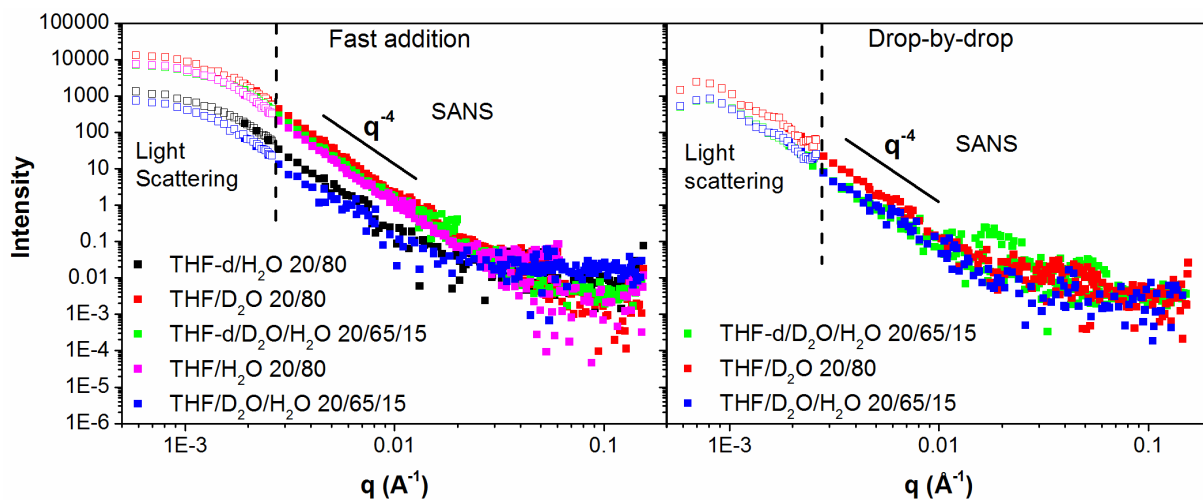 Fast addition
Drop-by-drop
100000
10000
1000
100
10
1
0.1
0.01
1E-3
1E-4
1E-5
1E-6
Intensity
q⁻⁴
SANS
Light
Scattering
THF-d/H₂O 20/80
THF/D₂O 20/80
THF-d/D₂O/H₂O 20/65/15
THF/H₂O 20/80
THF/D₂O/H₂O 20/65/15
1E-3
0.01
0.1
q (A⁻¹)
q⁻⁴
SANS
Light
scattering
THF-d/D₂O/H₂O 20/65/15
THF/D₂O 20/80
THF/D₂O/H₂O 20/65/15
1E-3
0.01
0.1
q (Å⁻¹)